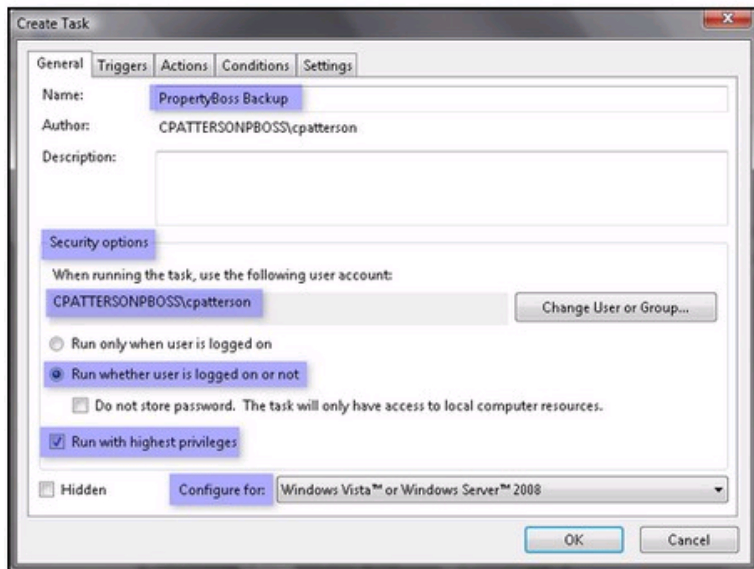 Create Task
General Triggers Actions Conditions Settings
Name: PropertyBoss Backup
Author: CPATTERSONPBOSS\cpatterson
Description:
Security options
When running the task, use the following user account:
CPATTERSONPBOSS\cpatterson Change User or Group...
Run only when user is logged on
Run whether user is logged on or not
Do not store password. The task will only have access to local computer resources.
Run with highest privileges
Hidden Configure for: Windows Vista™ or Windows Server™ 2008
OK Cancel